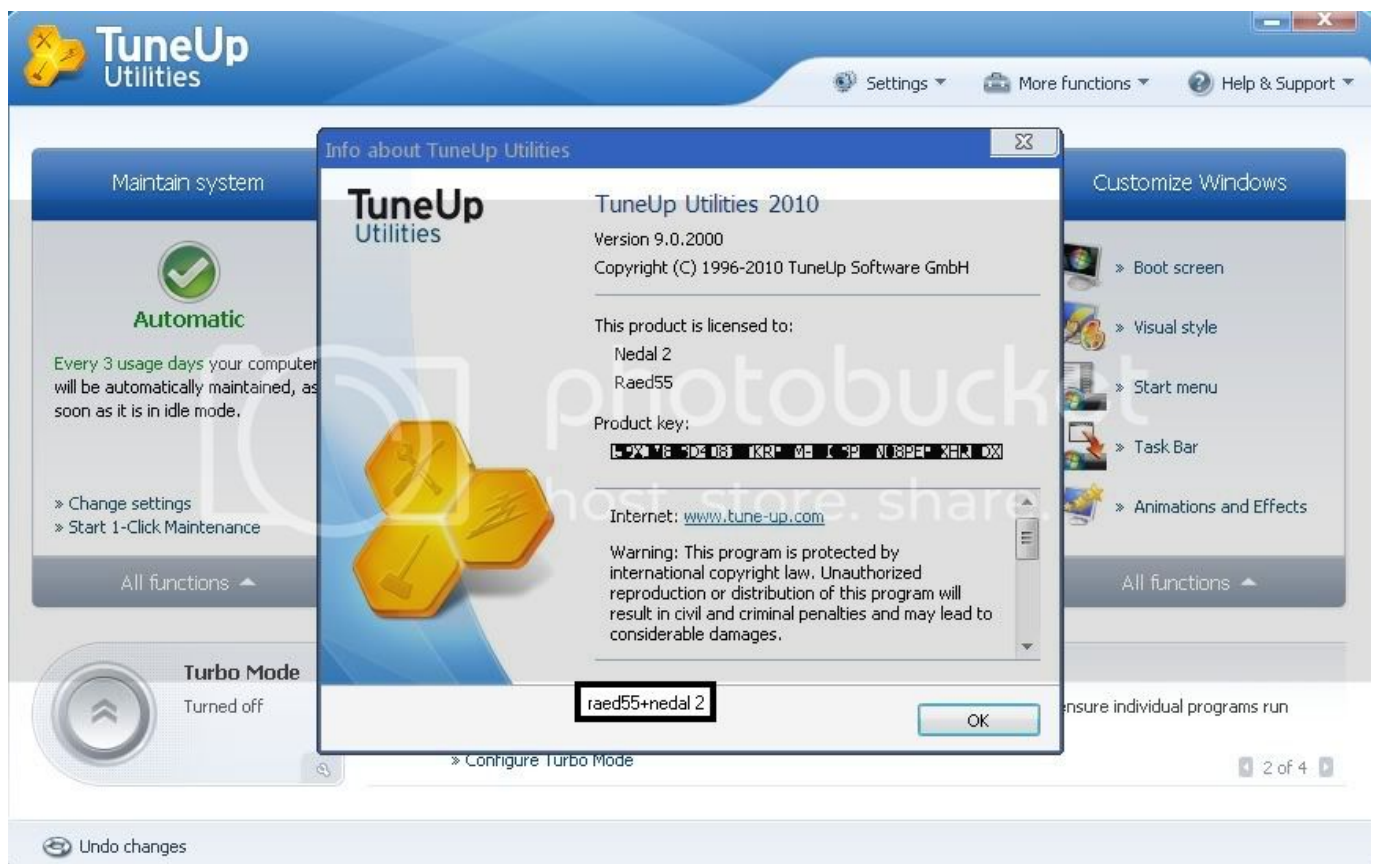 TuneUp
Utilities
Settings
More functions
Help & Support
Maintain system
Automatic
Every 3 usage days your computer
will be automatically maintained, as
soon as it is in idle mode.
» Change settings
» Start 1-Click Maintenance
All functions
Info about TuneUp Utilities
TuneUp
Utilities
TuneUp Utilities 2010
Version 9.0.2000
Copyright (C) 1996-2010 TuneUp Software GmbH
This product is licensed to:
Nedal 2
Raed55
Product key:
Internet: www.tune-up.com
Warning: This program is protected by
international copyright law. Unauthorized
reproduction or distribution of this program will
result in civil and criminal penalties and may lead to
considerable damages.
raed55+nedal 2
OK
Customize Windows
» Boot screen
» Visual style
» Start menu
» Task Bar
» Animations and Effects
All functions
Turbo Mode
Turned off
ensure individual programs run
» Configure Turbo Mode
2 of 4
Undo changes
photobucket
host. store. share.